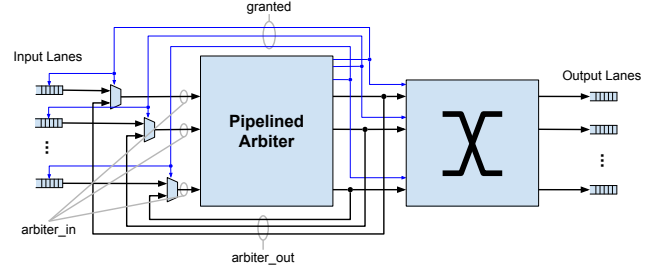 granted
Input Lanes
Output Lanes
Pipelined
Arbiter
arbiter_in
arbiter_out